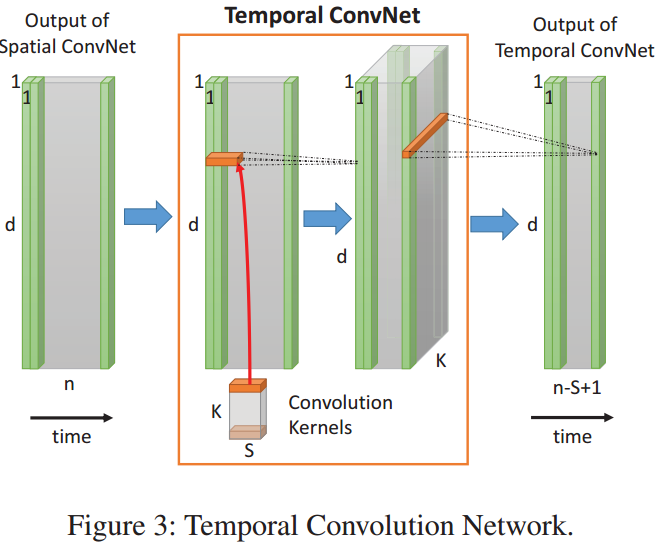 Output of
Spatial ConvNet
Temporal ConvNet
Output of
Temporal ConvNet
1
1
d
n
time
1
1
d
K
S
Convolution
Kernels
1
1
d
K
1
1
d
n-S+1
time
Figure 3: Temporal Convolution Network.